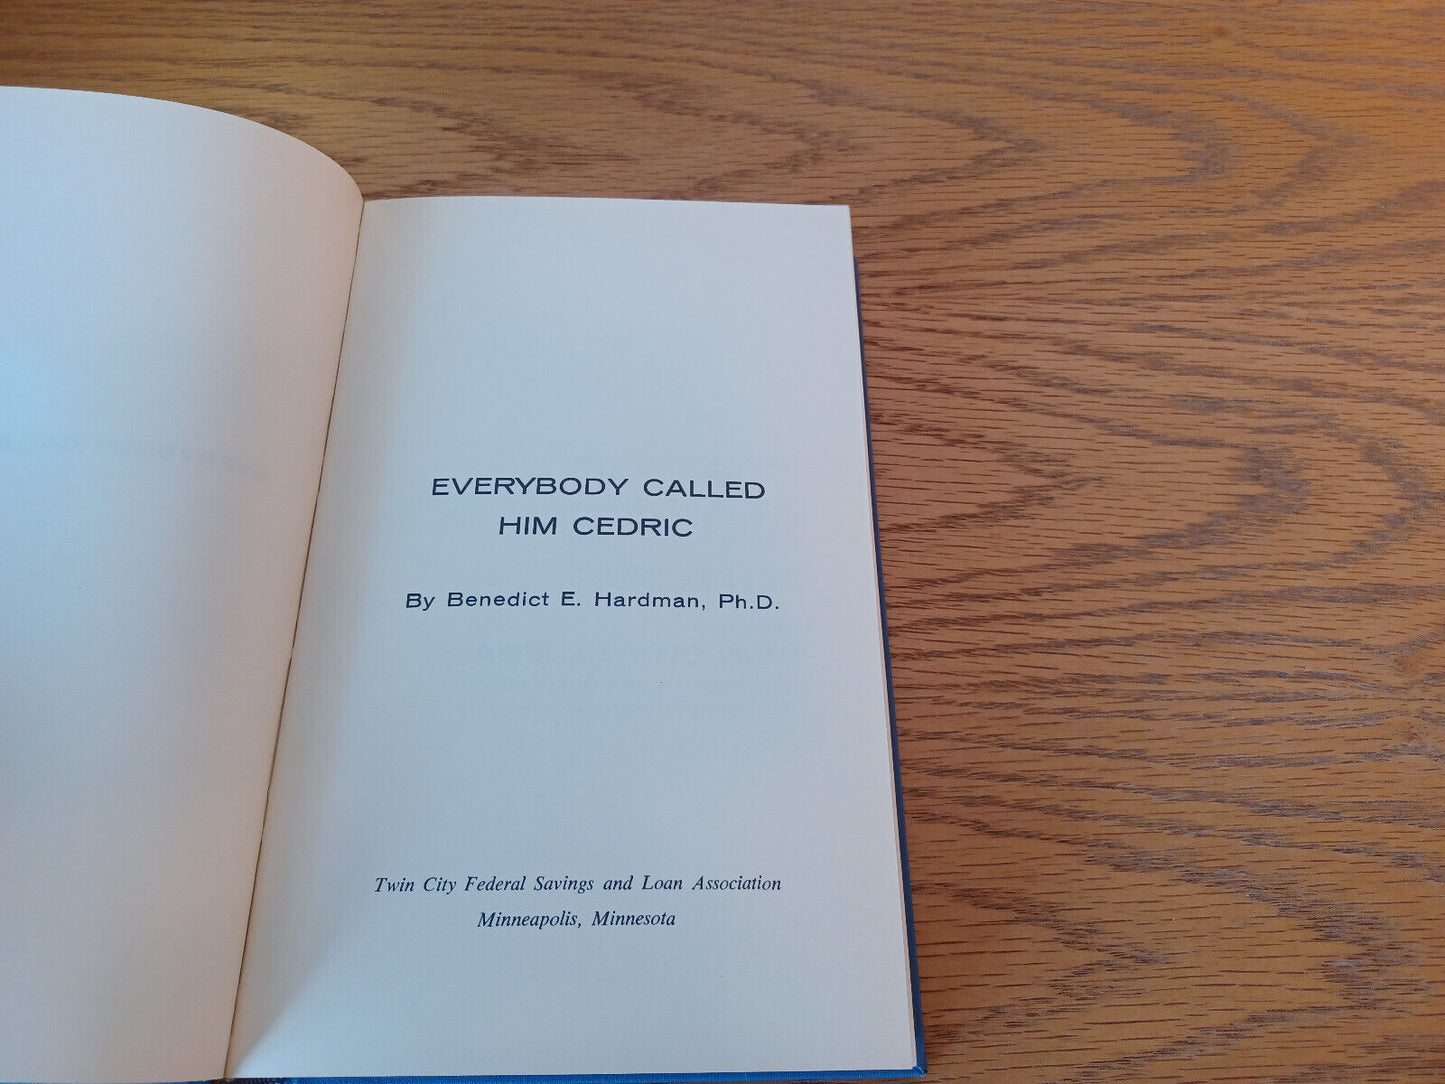 EVERYBODY CALLED
HIM CEDRIC
By Benedict E. Hardman, Ph.D.
Twin City Federal Savings and Loan Association
Minneapolis, Minnesota